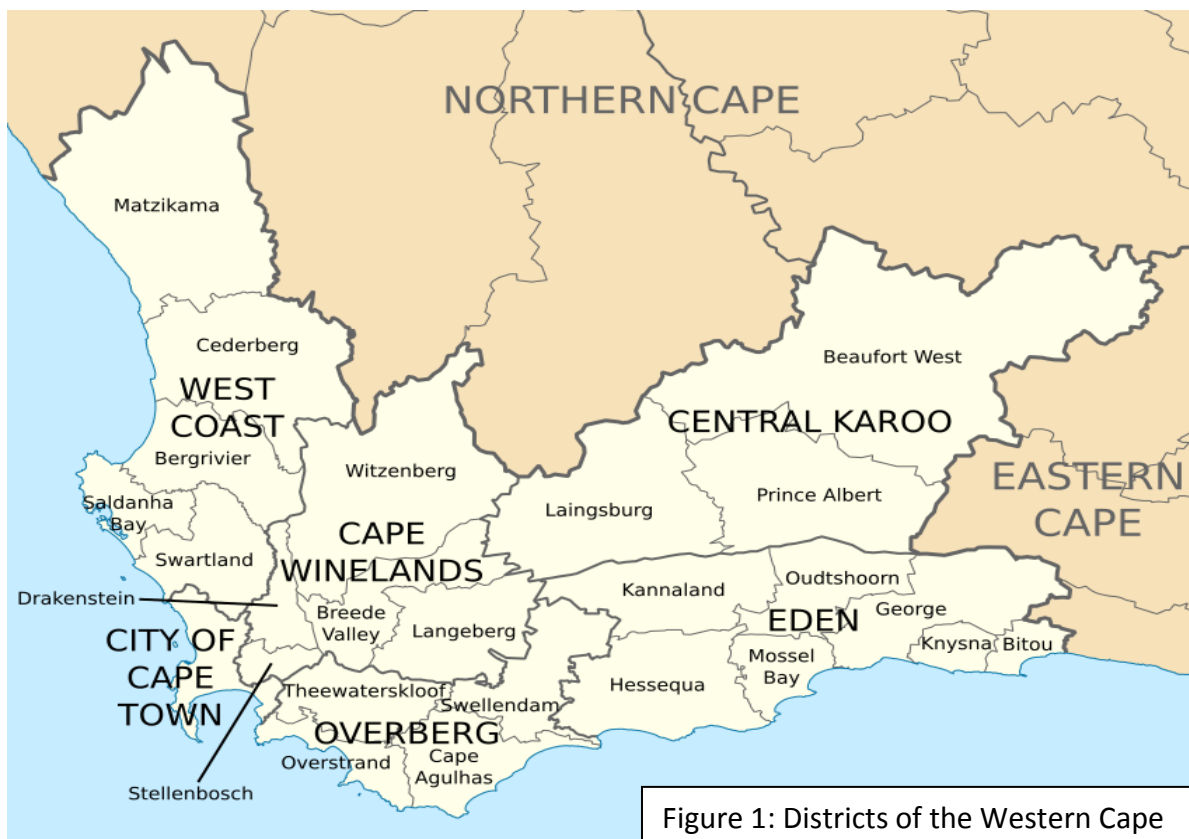 NORTHERN CAPE
Matzikama
Cederberg
WEST
COAST
Bergrivier
Saldanha
Bay
Swartland
Drakenstein
CITY OF
CAPE
TOWN
Stellenbosch
Witzenberg
CAPE
WINELANDS
Breede
Valley
Langeberg
Theewaterskloof
Swellendam
OVERBERG
Overstrand
Cape
Agulhas
Beaufort West
CENTRAL KAROO
Laingsburg
Prince Albert
EASTERN
CAPE
Kannaland
Oudtshoorn
EDEN
George
Knysna
Bitou
Mossel
Bay
Hessequa
Figure 1: Districts of the Western Cape